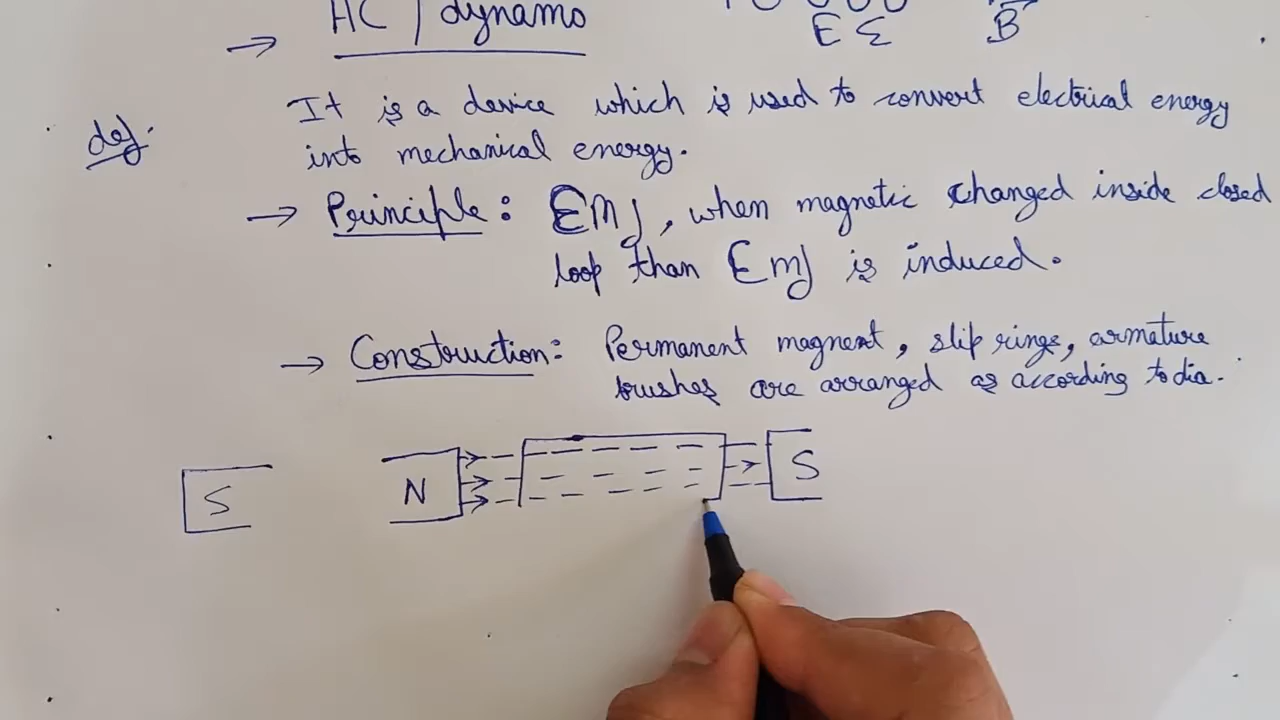 → AC / dynamo
E Σ B
def. It is a device which is used to convert electrical energy
into mechanical energy.
→ Principle: EMf, when magnetic changed inside closed
loop than Emf is induced.
→ Construction: Permanent magnent, slip rings, armature
brushes are arranged as according to dia.
S N S